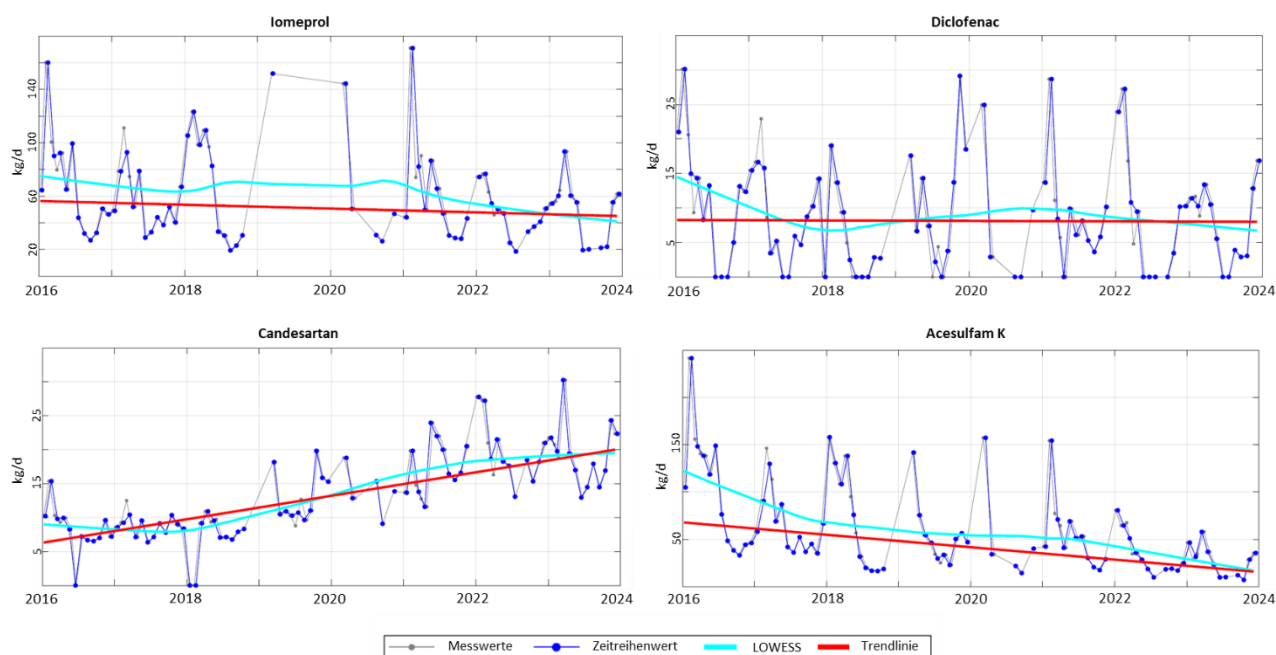 Iomeprol
kg/d
140
100
60
20
2016 2018 2020 2022 2024
Diclofenac
kg/d
25
15
5
2016 2018 2020 2022 2024
Candesartan
kg/d
25
15
5
2016 2018 2020 2022 2024
Acesulfam K
kg/d
150
50
2016 2018 2020 2022 2024
Messwerte Zeitreihenwert LOWESS Trendlinie